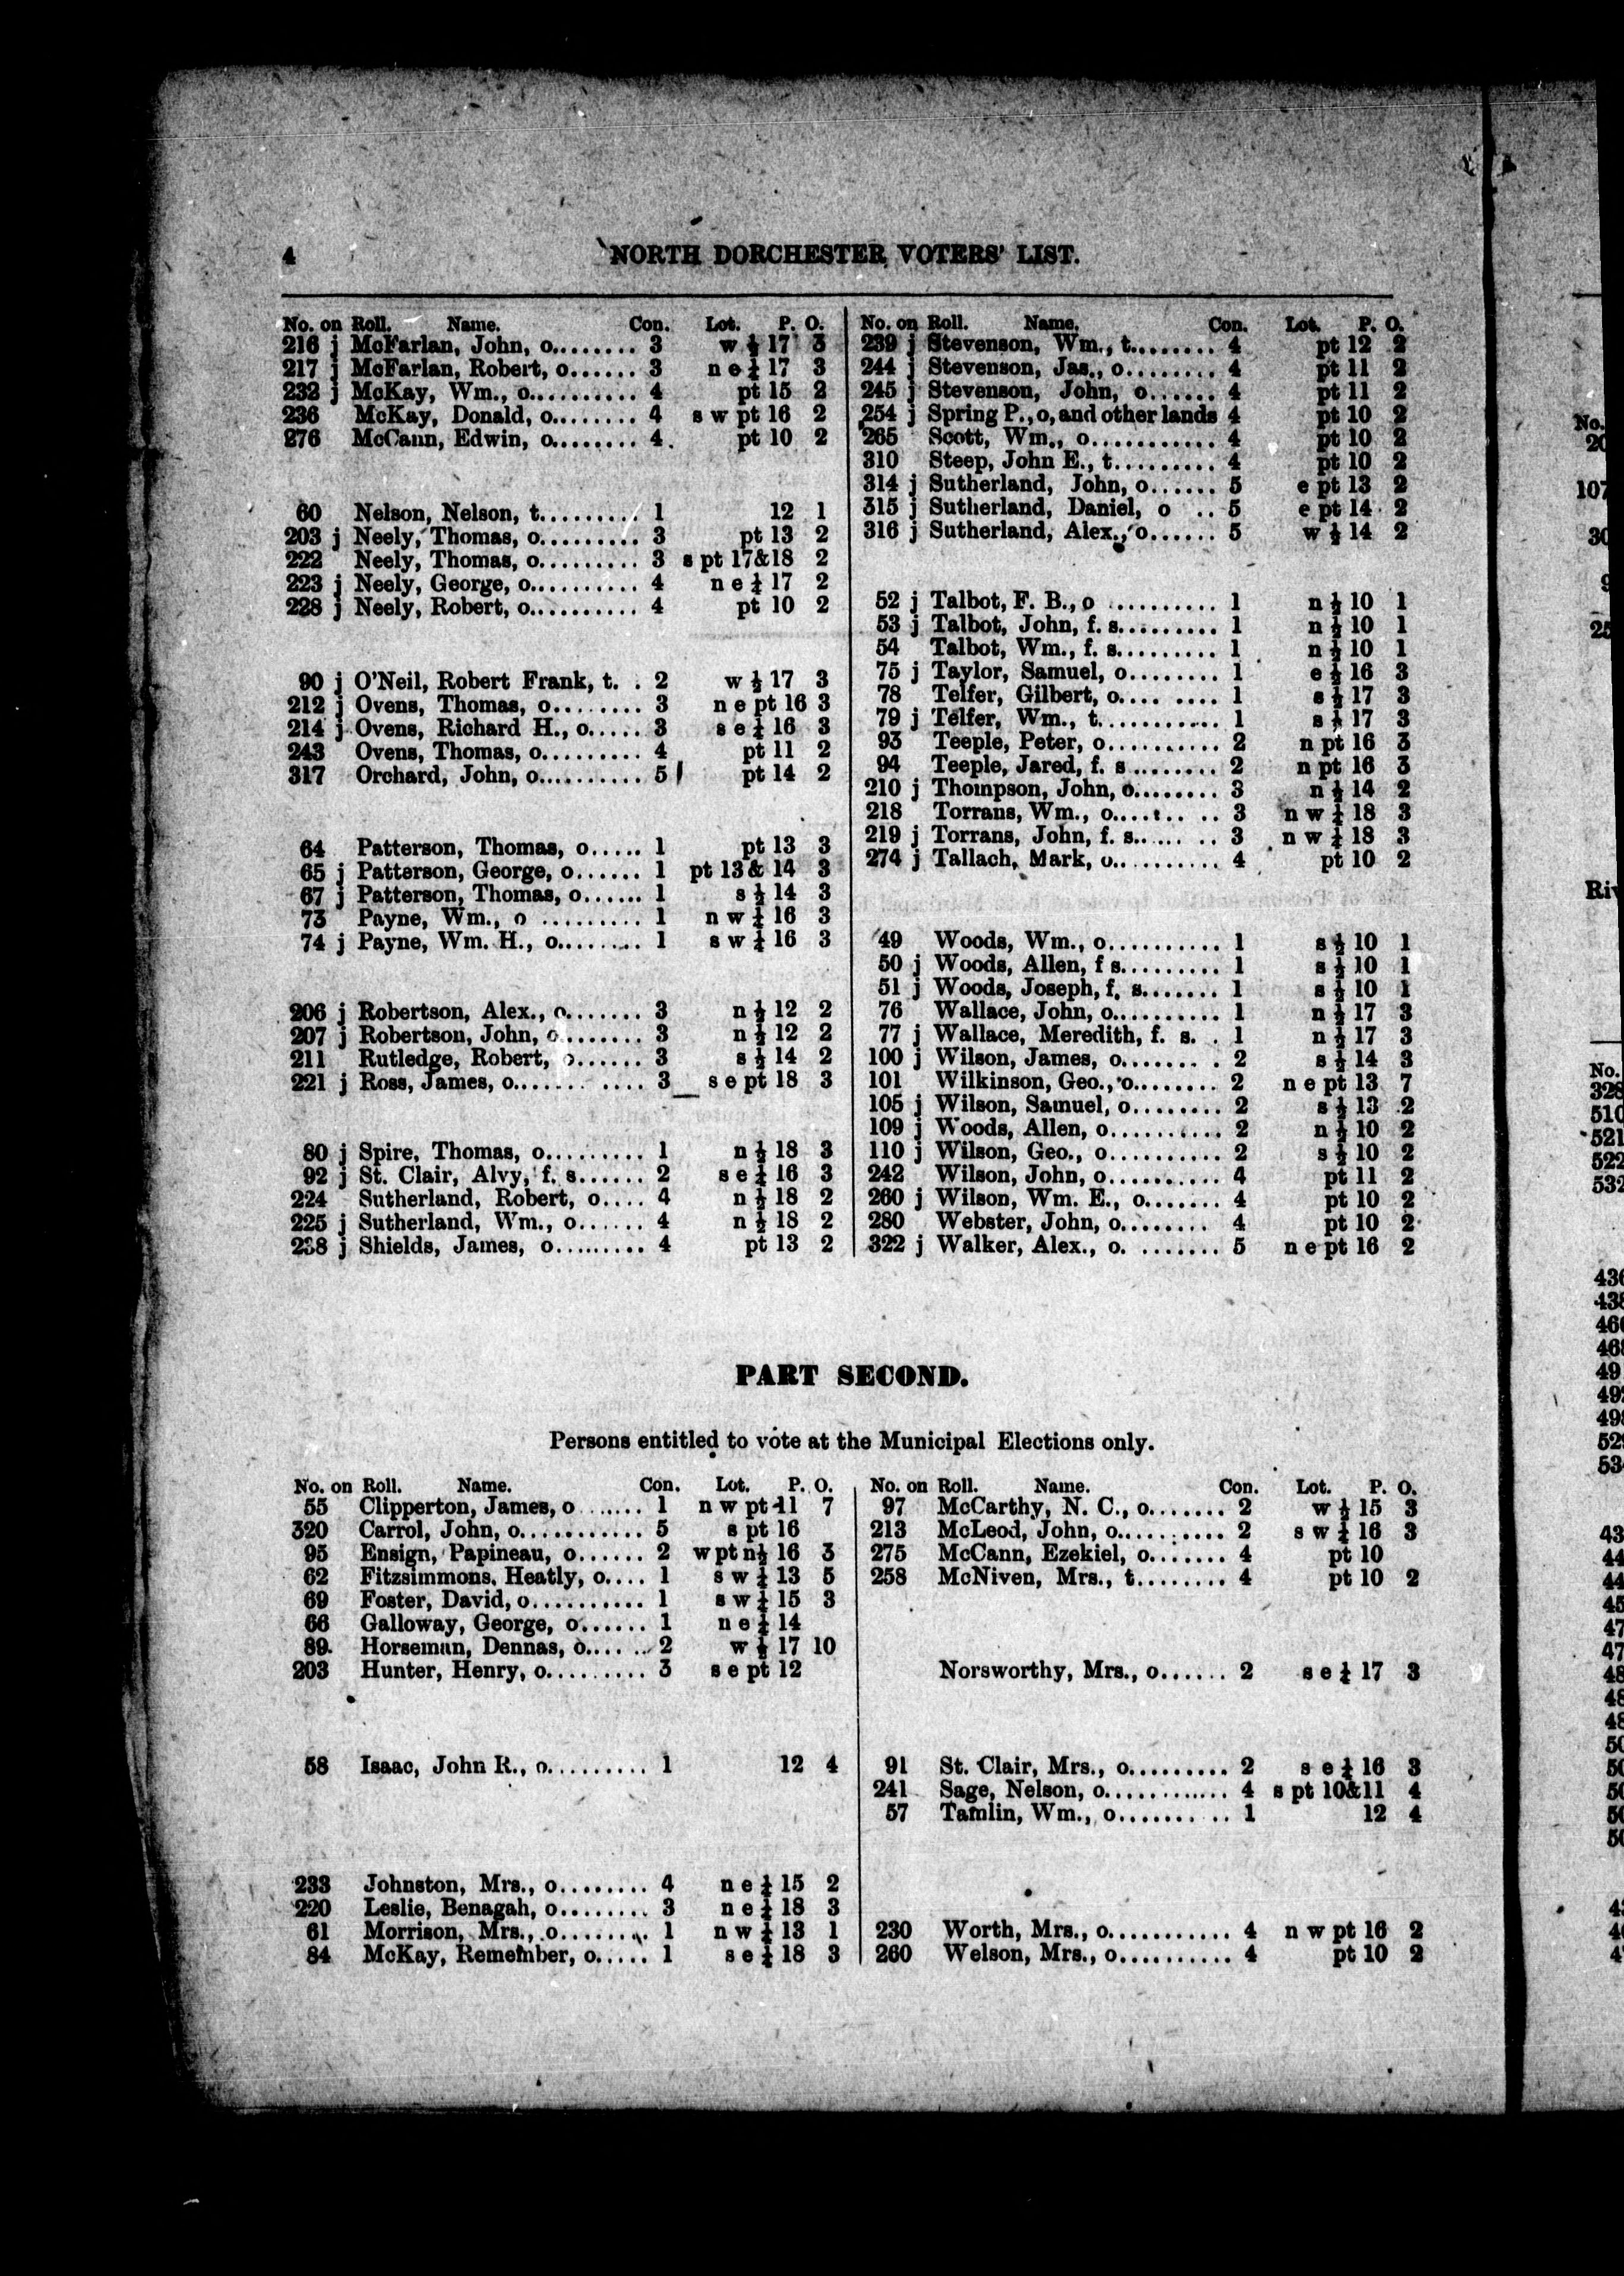 4
NORTH DORCHESTER VOTERS' LIST.
No. on Roll. Name. Con. Lot. P. O.
216 j McFarlan, John, o........ 3 w ½ 17 3
217 j McFarlan, Robert, o...... 3 n e ¼ 17 3
232 j McKay, Wm., o.......... 4 pt 15 2
236 McKay, Donald, o........ 4 s w pt 16 2
276 McCann, Edwin, o........ 4 pt 10 2
60 Nelson, Nelson, t......... 1 12 1
203 j Neely, Thomas, o......... 3 pt 13 2
222 Neely, Thomas, o......... 3 s pt 17&18 2
223 j Neely, George, o.......... 4 n e ¼ 17 2
228 j Neely, Robert, o.......... 4 pt 10 2
90 j O'Neil, Robert Frank, t. . 2 w ½ 17 3
212 j Ovens, Thomas, o........ 3 n e pt 16 3
214 j Ovens, Richard H., o..... 3 s e ¼ 16 3
243 Ovens, Thomas, o......... 4 pt 11 2
317 Orchard, John, o.......... 5 pt 14 2
64 Patterson, Thomas, o..... 1 pt 13 3
65 j Patterson, George, o...... 1 pt 13 & 14 3
67 j Patterson, Thomas, o...... 1 s ½ 14 3
73 Payne, Wm., o .......... 1 n w ¼ 16 3
74 j Payne, Wm. H., o........ 1 s w ¼ 16 3
206 j Robertson, Alex., o....... 3 n ½ 12 2
207 j Robertson, John, o........ 3 n ½ 12 2
211 Rutledge, Robert, o...... 3 s ½ 14 2
221 j Ross, James, o....... .... 3 s e pt 18 3
80 j Spire, Thomas, o......... 1 n ½ 18 3
92 j St. Clair, Alvy, f. s...... 2 s e ¼ 16 3
224 Sutherland, Robert, o.... 4 n ½ 18 2
225 j Sutherland, Wm., o...... 4 n ½ 18 2
238 j Shields, James, o......... 4 pt 13 2
No. on Roll. Name. Con. Lot. P. O.
239 j Stevenson, Wm., t........ 4 pt 12 2
244 j Stevenson, Jas., o........ 4 pt 11 2
245 j Stevenson, John, o...... 4 pt 11 2
254 j Spring P., o, and other lands 4 pt 10 2
265 Scott, Wm., o........... 4 pt 10 2
310 Steep, John E., t......... 4 pt 10 2
314 j Sutherland, John, o...... 5 e pt 13 2
315 j Sutherland, Daniel, o .. 5 e pt 14 2
316 j Sutherland, Alex., o...... 5 w ½ 14 2
52 j Talbot, F. B., o .......... 1 n ½ 10 1
53 j Talbot, John, f. s......... 1 n ½ 10 1
54 Talbot, Wm., f. s......... 1 n ½ 10 1
75 j Taylor, Samuel, o........ 1 e ½ 16 3
78 Telfer, Gilbert, o.... .... 1 s ½ 17 3
79 j Telfer, Wm., t........... 1 s ½ 17 3
93 Teeple, Peter, o.......... 2 n pt 16 3
94 Teeple, Jared, f. s ........ 2 n pt 16 3
210 j Thompson, John, o........ 3 n ½ 14 2
218 Torrans, Wm., o...... .. 3 n w ¼ 18 3
219 j Torrans, John, f. s...... .. 3 n w ¼ 18 3
274 j Tallach, Mark, o.......... 4 pt 10 2
49 Woods, Wm., o.......... 1 s ½ 10 1
50 j Woods, Allen, f s......... 1 s ½ 10 1
51 j Woods, Joseph, f. s....... 1 s ½ 10 1
76 Wallace, John, o.......... 1 n ½ 17 3
77 j Wallace, Meredith, f. s. . 1 n ½ 17 3
100 j Wilson, James, o........ . 2 s ½ 14 3
101 Wilkinson, Geo., o........ 2 n e pt 13 7
105 j Wilson, Samuel, o........ 2 s ½ 13 2
109 j Woods, Allen, o.......... 2 n ½ 10 2
110 j Wilson, Geo., o.......... 2 s ½ 10 2
242 Wilson, John, o.......... 4 pt 11 2
260 j Wilson, Wm. E., o....... 4 pt 10 2
280 Webster, John, o........ 4 pt 10 2
322 j Walker, Alex., o. ....... 5 n e pt 16 2
PART SECOND.
Persons entitled to vote at the Municipal Elections only.
No. on Roll. Name. Con. Lot. P. O.
55 Clipperton, James, o ...... 1 n w pt 11 7
320 Carrol, John, o........... 5 s pt 16
95 Ensign, Papineau, o...... 2 w pt n½ 16 3
62 Fitzsimmons, Heatly, o.... 1 s w ¼ 13 5
69 Foster, David, o.......... 1 s w ¼ 15 3
66 Galloway, George, o...... 1 n e ¼ 14
89 Horseman, Dennas, o.... .. 2 w ½ 17 10
203 Hunter, Henry, o......... 3 s e pt 12
58 Isaac, John R., o......... 1 12 4
233 Johnston, Mrs., o........ 4 n e ¼ 15 2
220 Leslie, Benagah, o........ 3 n e ¼ 18 3
61 Morrison, Mrs., o........ 1 n w ¼ 13 1
84 McKay, Remember, o..... 1 s e ¼ 18 3
No. on Roll. Name. Con. Lot. P. O.
97 McCarthy, N. C., o....... 2 w ½ 15 3
213 McLeod, John, o.......... 2 s w ¼ 16 3
275 McCann, Ezekiel, o....... 4 pt 10
258 McNiven, Mrs., t........ 4 pt 10 2
Norsworthy, Mrs., o...... 2 s e ¼ 17 3
91 St. Clair, Mrs., o......... 2 s e ¼ 16 3
241 Sage, Nelson, o........... 4 s pt 10&11 4
57 Tamlin, Wm., o........ .. 1 12 4
230 Worth, Mrs., o........... 4 n w pt 16 2
260 Welson, Mrs., o.......... 4 pt 10 2